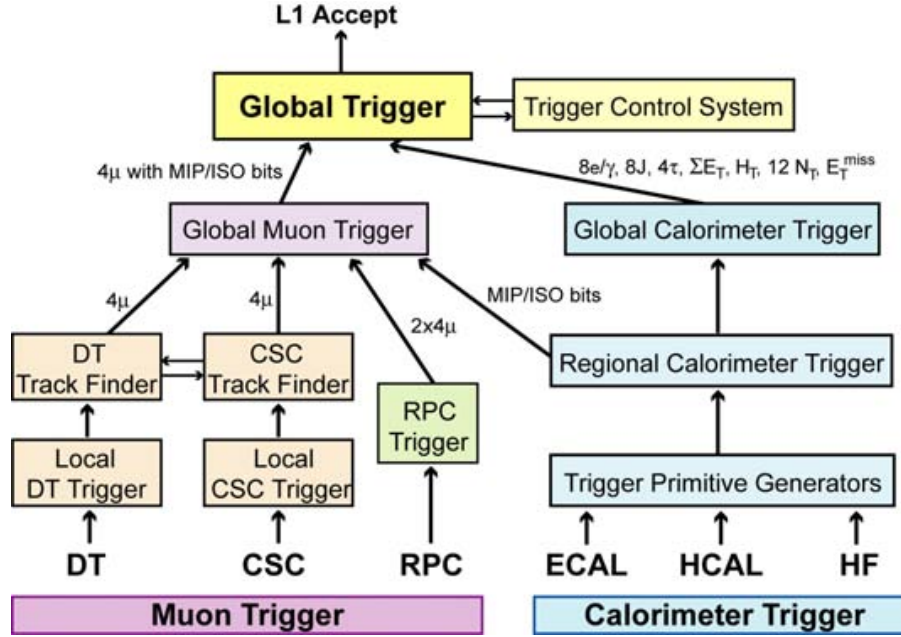 L1 Accept
Global Trigger
Trigger Control System
4μ with MIP/ISO bits
8e/γ, 8J, 4τ, ΣE_T, H_T, 12 N_T, E_T^miss
Global Muon Trigger
Global Calorimeter Trigger
4μ
4μ
2x4μ
MIP/ISO bits
DT
Track Finder
CSC
Track Finder
Regional Calorimeter Trigger
RPC
Trigger
Local
DT Trigger
Local
CSC Trigger
Trigger Primitive Generators
DT
CSC
RPC
ECAL
HCAL
HF
Muon Trigger
Calorimeter Trigger